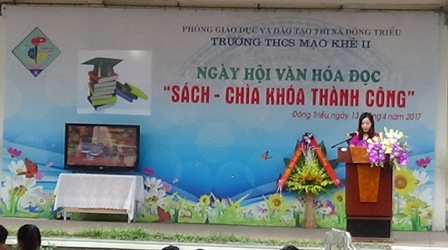 PHÒNG GIÁO DỤC VÀ ĐÀO TẠO THỊ XÃ ĐÔNG TRIỀU
TRƯỜNG THCS MẠO KHÊ II
NGÀY HỘI VĂN HÓA ĐỌC
"SÁCH - CHÌA KHÓA THÀNH CÔNG"
Đông Triều, ngày 13 tháng 4 năm 2017